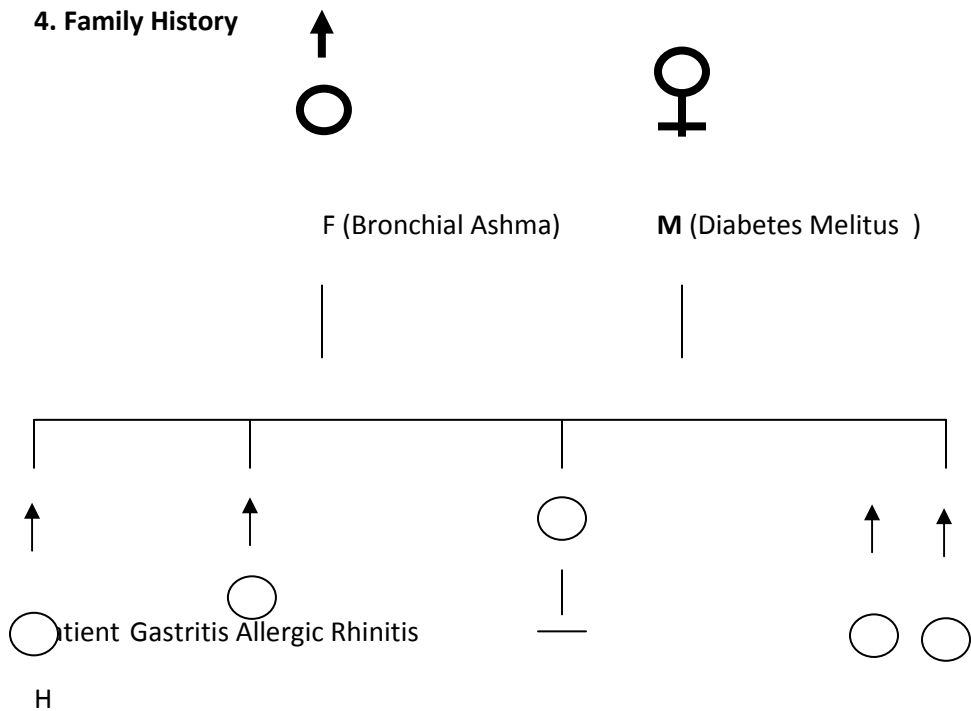 4. Family History
F (Bronchial Ashma) M (Diabetes Melitus )
tient Gastritis Allergic Rhinitis
H